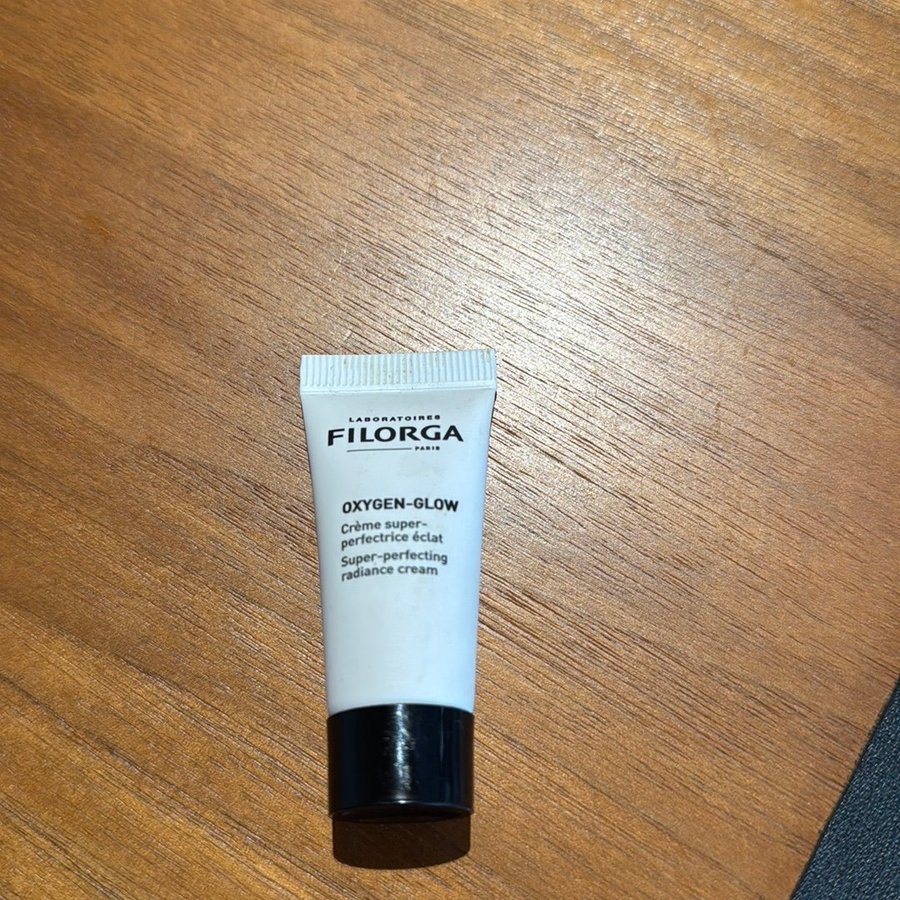 LABORATOIRES
FILORGA
PARIS
OXYGEN-GLOW
Crème super-
perfectrice éclat
Super-perfecting
radiance cream